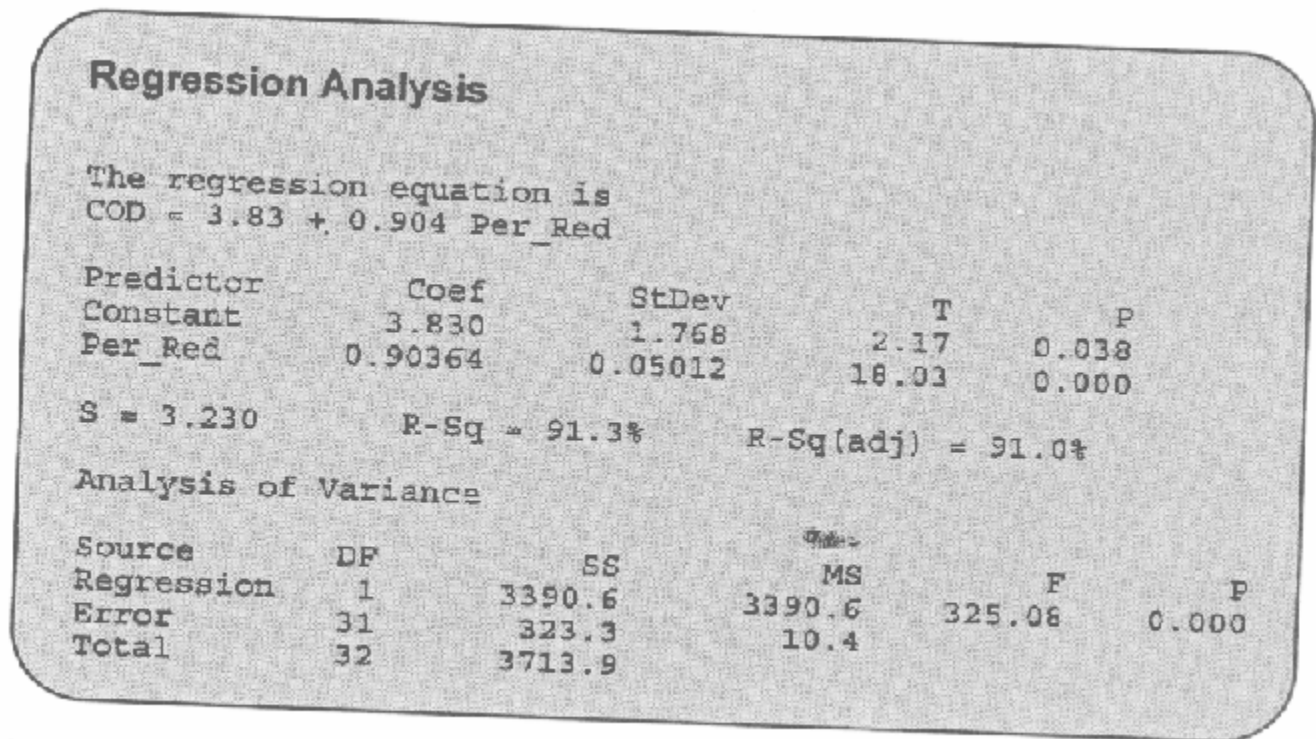 Regression Analysis
The regression equation is
COD = 3.83 + 0.904 Per_Red
Predictor Coef StDev T P
Constant 3.830 1.768 2.17 0.038
Per_Red 0.90364 0.05012 18.03 0.000
S = 3.230 R-Sq = 91.3% R-Sq(adj) = 91.0%
Analysis of Variance
Source DF SS MS F P
Regression 1 3390.6 3390.6 325.08 0.000
Error 31 323.3 10.4
Total 32 3713.9